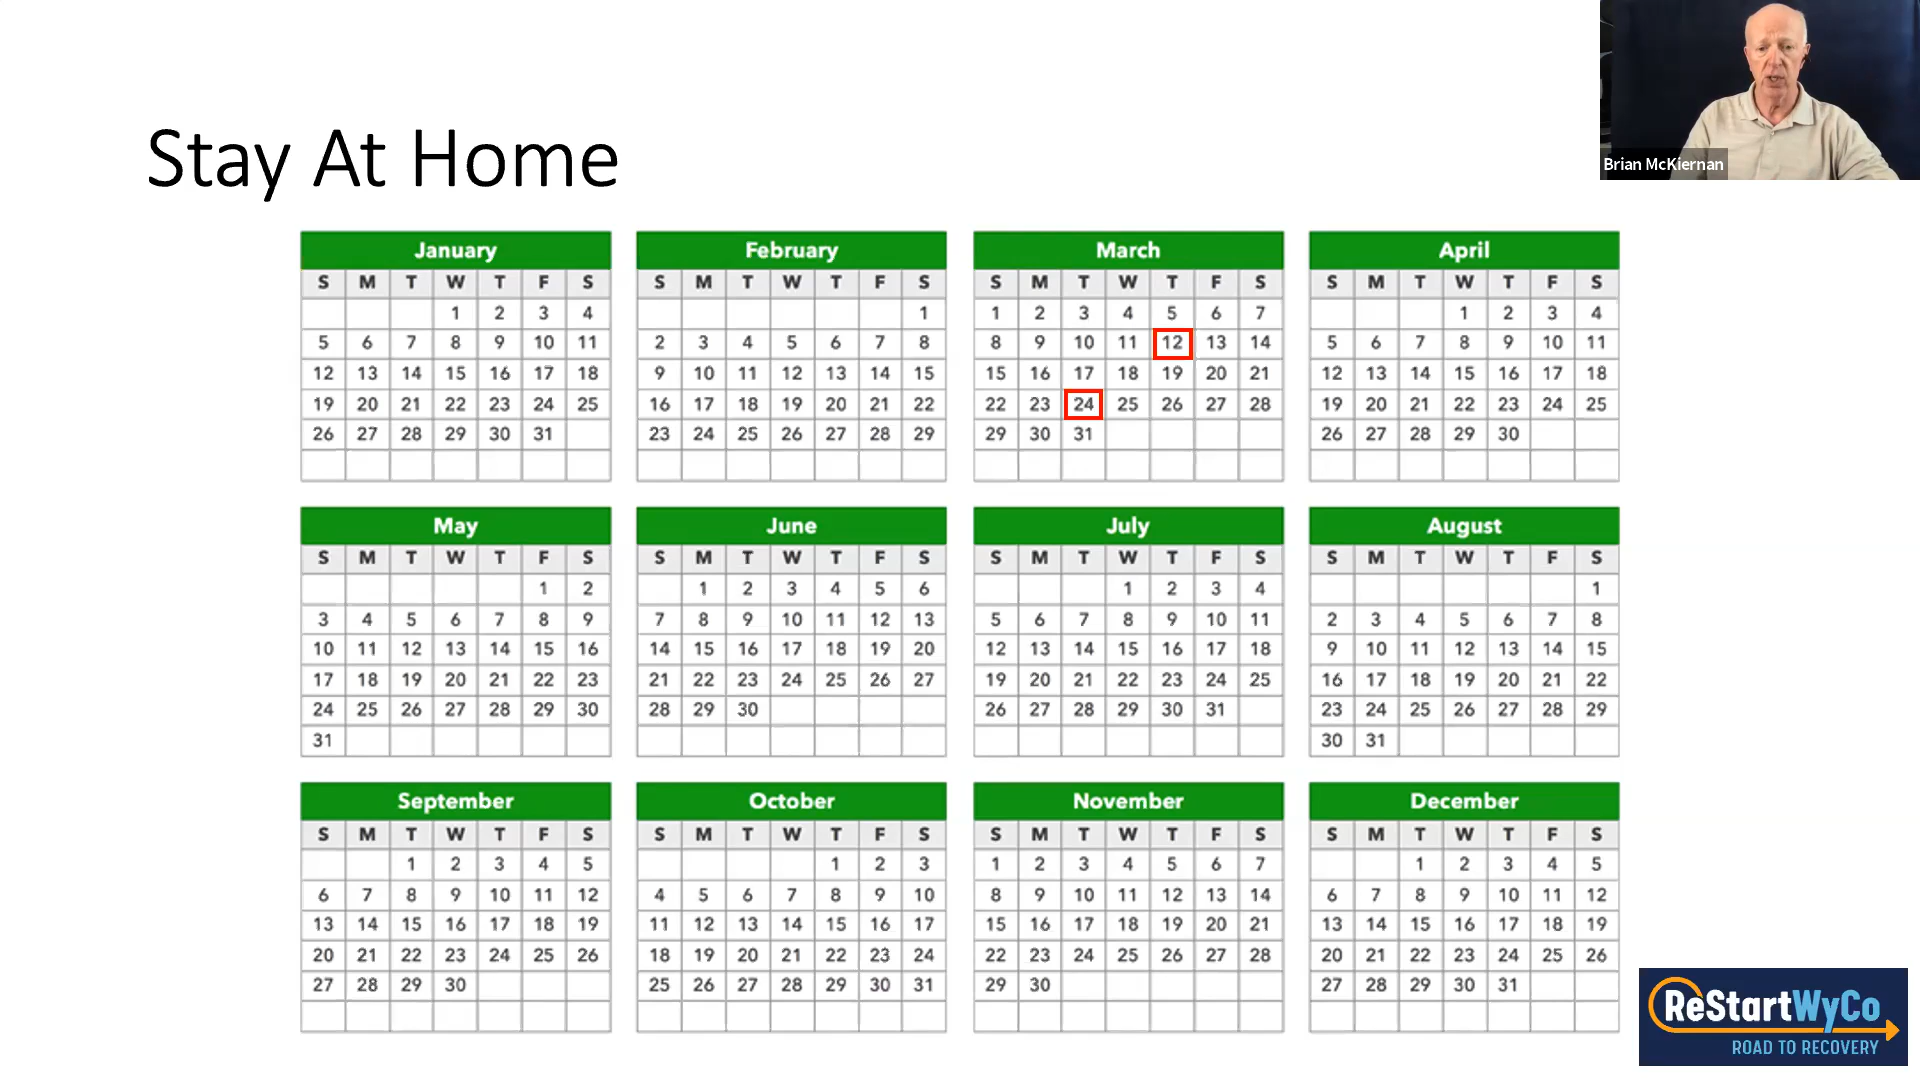 Brian McKiernan
Stay At Home
January February March April
S M T W T F S S M T W T F S S M T W T F S S M T W T F S
1 2 3 4 1 1 2 3 4 5 6 7 1 2 3 4
5 6 7 8 9 10 11 2 3 4 5 6 7 8 8 9 10 11 12 13 14 5 6 7 8 9 10 11
12 13 14 15 16 17 18 9 10 11 12 13 14 15 15 16 17 18 19 20 21 12 13 14 15 16 17 18
19 20 21 22 23 24 25 16 17 18 19 20 21 22 22 23 24 25 26 27 28 19 20 21 22 23 24 25
26 27 28 29 30 31 23 24 25 26 27 28 29 29 30 31 26 27 28 29 30
May June July August
S M T W T F S S M T W T F S S M T W T F S S M T W T F S
1 2 1 2 3 4 5 6 1 2 3 4 1
3 4 5 6 7 8 9 7 8 9 10 11 12 13 5 6 7 8 9 10 11 2 3 4 5 6 7 8
10 11 12 13 14 15 16 14 15 16 17 18 19 20 12 13 14 15 16 17 18 9 10 11 12 13 14 15
17 18 19 20 21 22 23 21 22 23 24 25 26 27 19 20 21 22 23 24 25 16 17 18 19 20 21 22
24 25 26 27 28 29 30 28 29 30 26 27 28 29 30 31 23 24 25 26 27 28 29
31 30 31
September October November December
S M T W T F S S M T W T F S S M T W T F S S M T W T F S
1 2 3 4 5 1 2 3 1 2 3 4 5 6 7 1 2 3 4 5
6 7 8 9 10 11 12 4 5 6 7 8 9 10 8 9 10 11 12 13 14 6 7 8 9 10 11 12
13 14 15 16 17 18 19 11 12 13 14 15 16 17 15 16 17 18 19 20 21 13 14 15 16 17 18 19
20 21 22 23 24 25 26 18 19 20 21 22 23 24 22 23 24 25 26 27 28 20 21 22 23 24 25 26
27 28 29 30 25 26 27 28 29 30 31 29 30 27 28 29 30 31
ReStartWyCo
ROAD TO RECOVERY